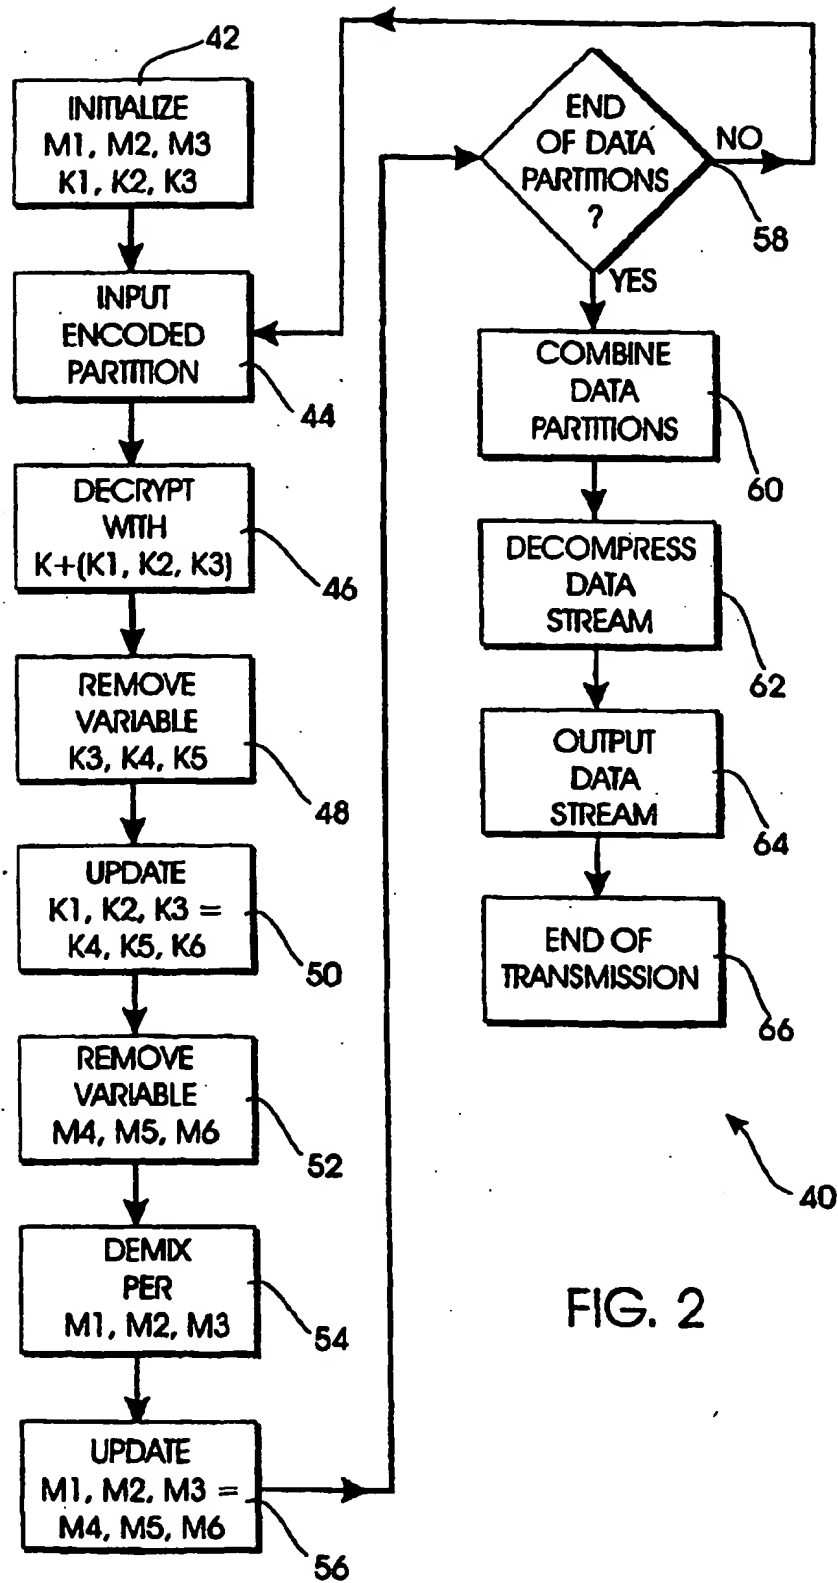 42
INITIALIZE
M1, M2, M3
K1, K2, K3
INPUT
ENCODED
PARTITION
44
DECRYPT
WITH
K+(K1, K2, K3)
46
REMOVE
VARIABLE
K3, K4, K5
48
UPDATE
K1, K2, K3 =
K4, K5, K6
50
REMOVE
VARIABLE
M4, M5, M6
52
DEMIX
PER
M1, M2, M3
54
UPDATE
M1, M2, M3 =
M4, M5, M6
56
END
OF DATA
PARTITIONS
?
NO
58
YES
COMBINE
DATA
PARTITIONS
60
DECOMPRESS
DATA
STREAM
62
OUTPUT
DATA
STREAM
64
END OF
TRANSMISSION
66
40
FIG. 2